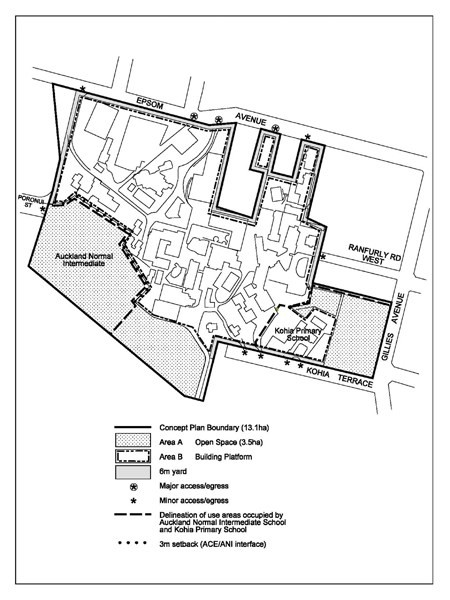 EPSOM AVENUE
PORONUI
ST
Auckland Normal
Intermediate
RANFURLY RD
WEST
GILLIES AVENUE
Kohia Primary
School
KOHIA TERRACE
Concept Plan Boundary (13.1ha)
Area A Open Space (3.5ha)
Area B Building Platform
6m yard
Major access/egress
Minor access/egress
Delineation of use areas occupied by
Auckland Normal Intermediate School
and Kohia Primary School
3m setback (ACE/ANI interface)